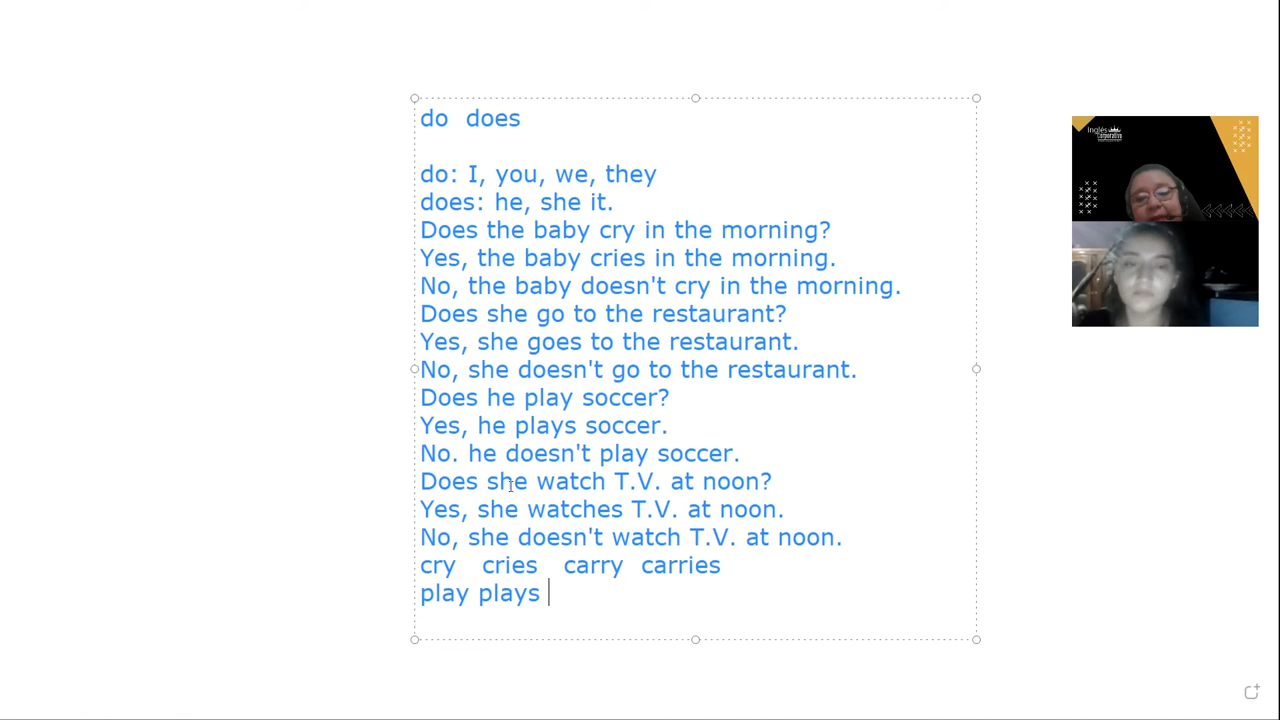 do does
do: I, you, we, they
does: he, she it.
Does the baby cry in the morning?
Yes, the baby cries in the morning.
No, the baby doesn't cry in the morning.
Does she go to the restaurant?
Yes, she goes to the restaurant.
No, she doesn't go to the restaurant.
Does he play soccer?
Yes, he plays soccer.
No. he doesn't play soccer.
Does she watch T.V. at noon?
Yes, she watches T.V. at noon.
No, she doesn't watch T.V. at noon.
cry cries carry carries
play plays
Inglés
Corporativo